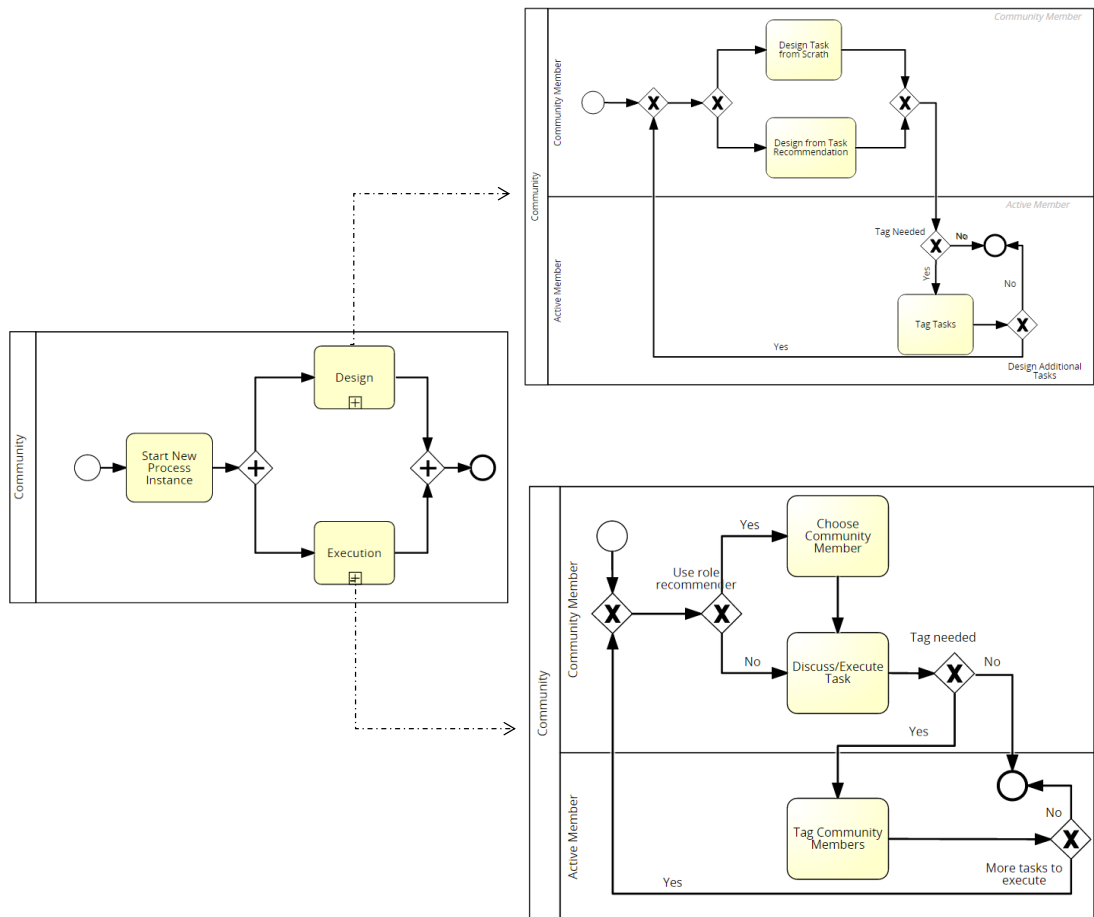 Community Member
Community
Community Member
Design Task
from Scrath
Design from Task
Recommendation
Active Member
Active Member
Tag Needed
No
Yes
Tag Tasks
No
Yes
Design Additional
Tasks
Community
Start New
Process
Instance
Design
Execution
Community
Community Member
Use role
recommender
Yes
Choose
Community
Member
No
Discuss/Execute
Task
Tag needed
No
Yes
Active Member
Tag Community
Members
No
More tasks to
execute
Yes